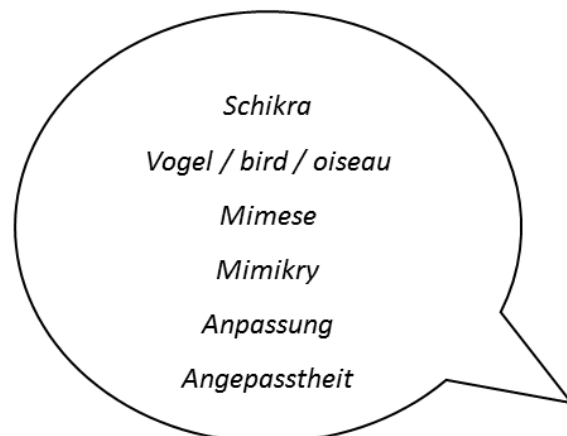 Schikra
Vogel / bird / oiseau
Mimese
Mimikry
Anpassung
Angepasstheit